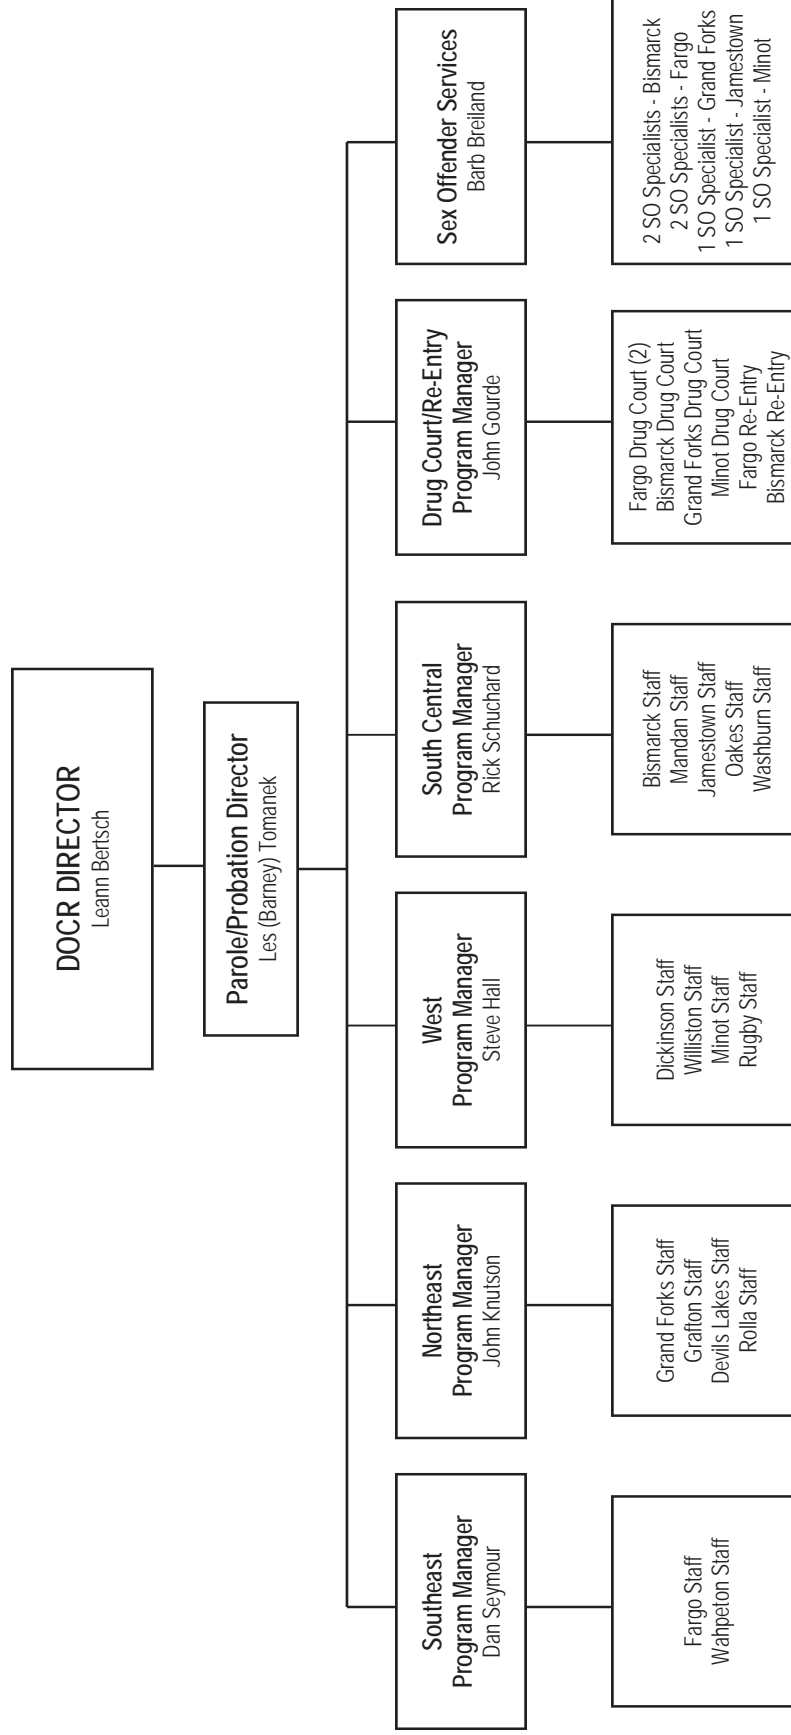 DOCR DIRECTOR
Leann Bertsch
Parole/Probation Director
Les (Barney) Tomanek
Southeast
Program Manager
Dan Seymour
Northeast
Program Manager
John Knutson
West
Program Manager
Steve Hall
South Central
Program Manager
Rick Schuchard
Drug Court/Re-Entry
Program Manager
John Gourde
Sex Offender Services
Barb Breiland
Fargo Staff
Wahpeton Staff
Grand Forks Staff
Grafton Staff
Devils Lakes Staff
Rolla Staff
Dickinson Staff
Williston Staff
Minot Staff
Rugby Staff
Bismarck Staff
Mandan Staff
Jamestown Staff
Oakes Staff
Washburn Staff
Fargo Drug Court (2)
Bismarck Drug Court
Grand Forks Drug Court
Minot Drug Court
Fargo Re-Entry
Bismarck Re-Entry
2 SO Specialists - Bismarck
2 SO Specialists - Fargo
1 SO Specialist - Grand Forks
1 SO Specialist - Jamestown
1 SO Specialist - Minot